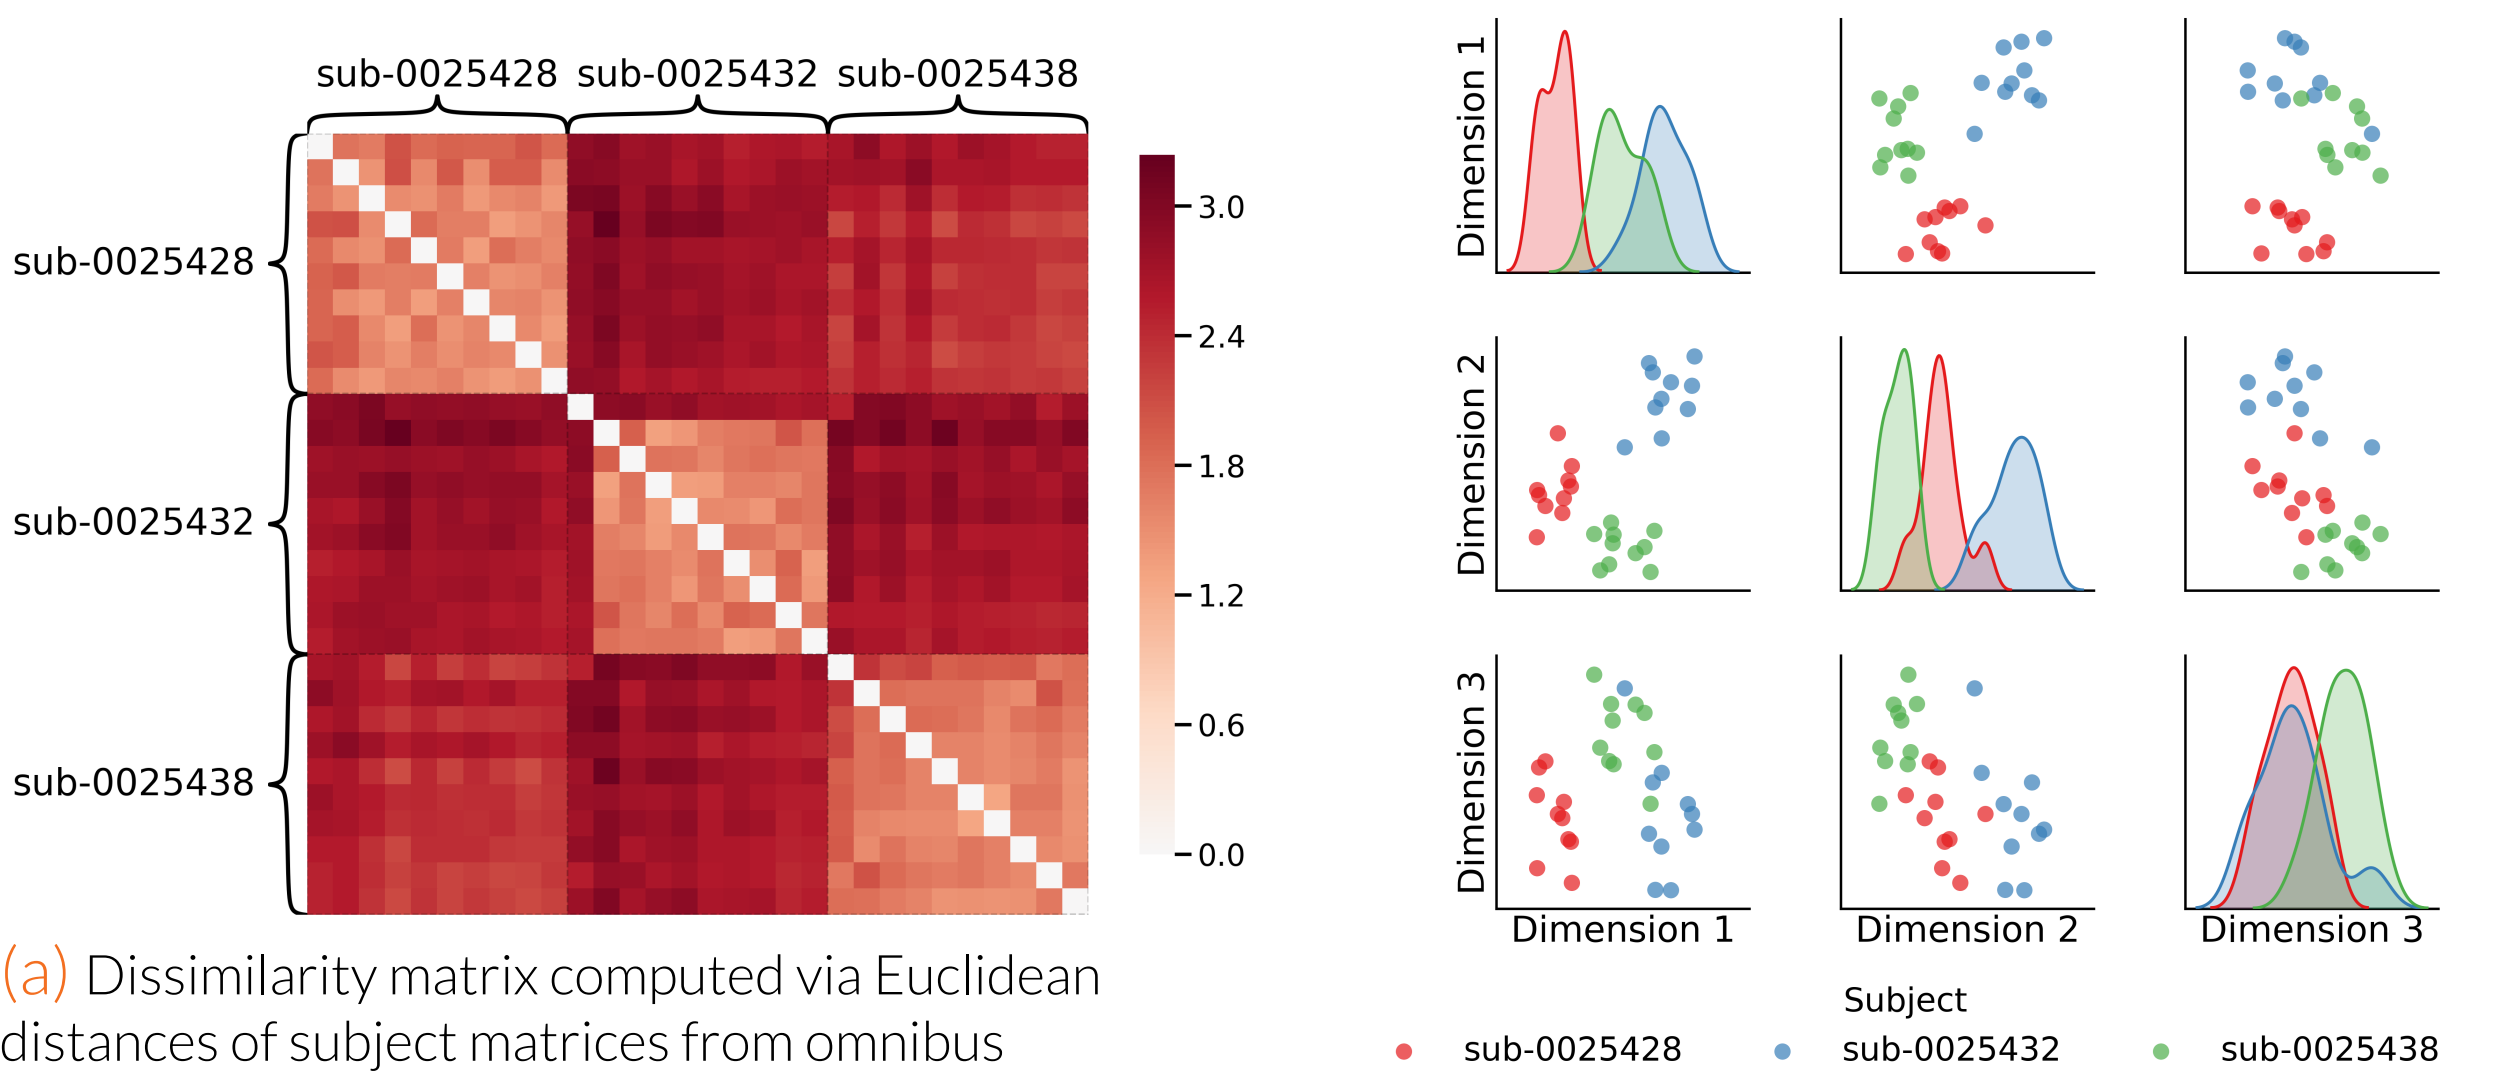 sub-0025428 sub-0025432 sub-0025438
sub-0025428
sub-0025432
sub-0025438
3.0
2.4
1.8
1.2
0.6
0.0
(a) Dissimilarity matrix computed via Euclidean
distances of subject matrices from omnibus
Dimension 1
Dimension 2
Dimension 3
Dimension 1 Dimension 2 Dimension 3
Subject
sub-0025428 sub-0025432 sub-0025438